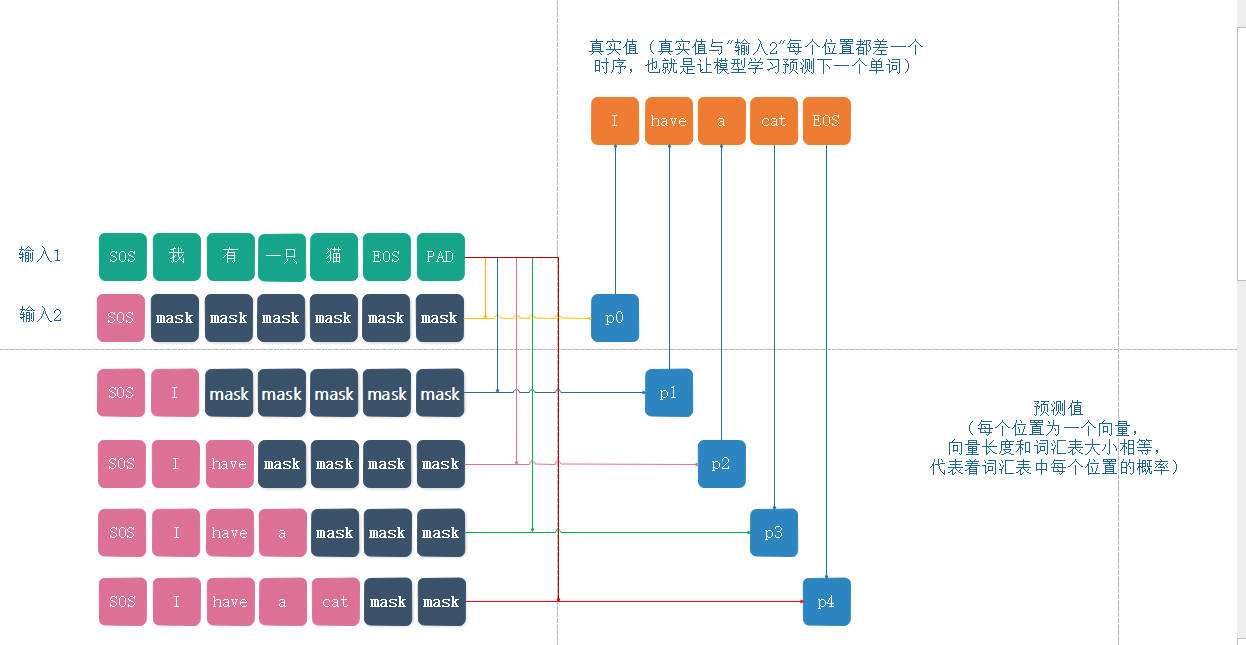 真实值（真实值与"输入2"每个位置都差一个
时序，也就是让模型学习预测下一个单词）
I have a cat EOS
输入1 SOS 我 有 一只 猫 EOS PAD
输入2 SOS mask mask mask mask mask mask p0
SOS I mask mask mask mask mask p1
预测值
（每个位置为一个向量，
向量长度和词汇表大小相等，
代表着词汇表中每个位置的概率）
SOS I have mask mask mask mask p2
SOS I have a mask mask mask p3
SOS I have a cat mask mask p4